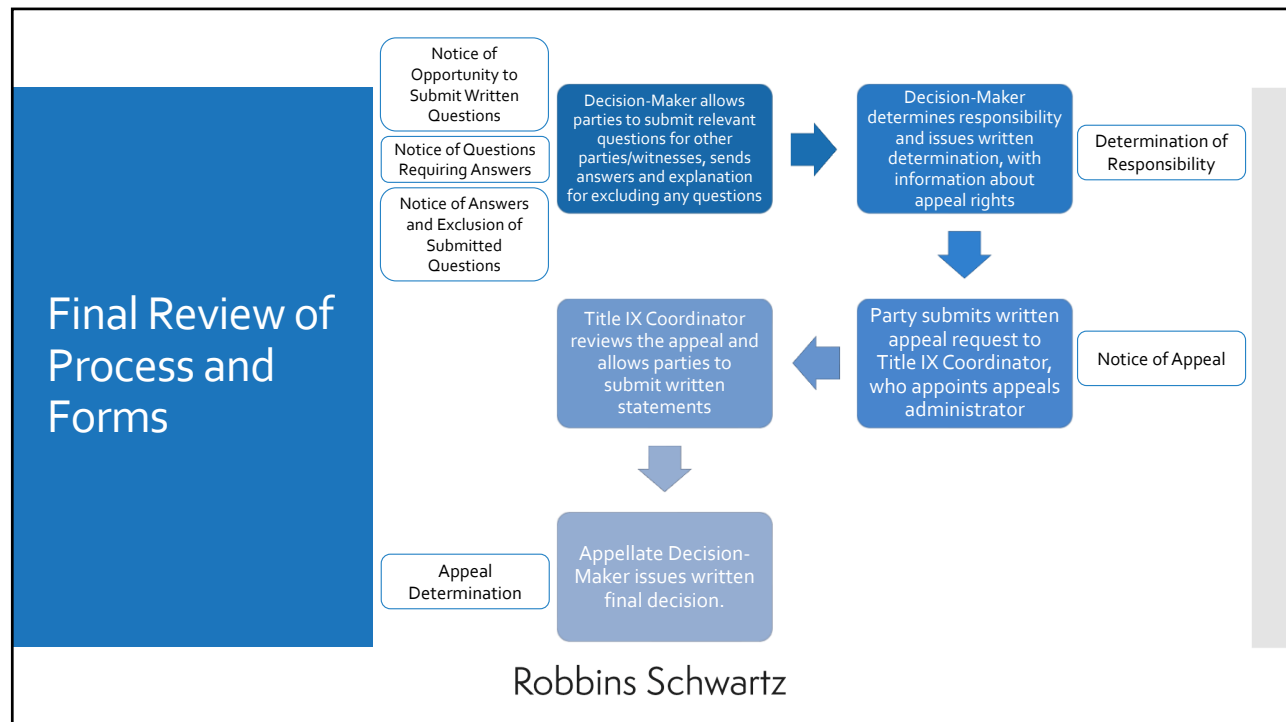 Final Review of
Process and
Forms
Notice of
Opportunity to
Submit Written
Questions
Notice of Questions
Requiring Answers
Notice of Answers
and Exclusion of
Submitted
Questions
Decision-Maker allows
parties to submit relevant
questions for other
parties/witnesses, sends
answers and explanation
for excluding any questions
Decision-Maker
determines responsibility
and issues written
determination, with
information about
appeal rights
Determination of
Responsibility
Party submits written
appeal request to
Title IX Coordinator,
who appoints appeals
administrator
Notice of Appeal
Title IX Coordinator
reviews the appeal and
allows parties to
submit written
statements
Appellate Decision-
Maker issues written
final decision.
Appeal
Determination
Robbins Schwartz